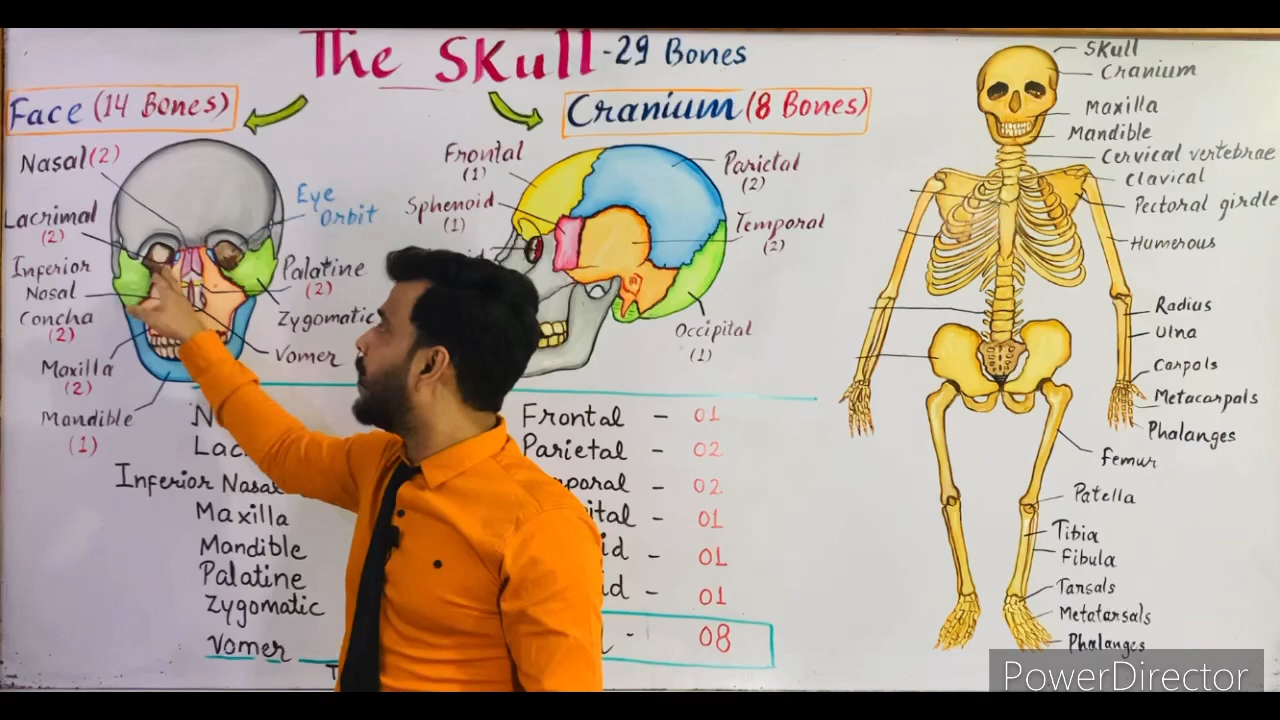 The Skull - 29 Bones
Face (14 Bones)
Cranium (8 Bones)
Nasal (2)
Lacrimal
(2)
Inferior
Nasal
Concha
(2)
Maxilla
(2)
Mandible
(1)
Eye
Orbit
Palatine
(2)
Zygomatic
Vomer
Frontal
(1)
Sphenoid
(1)
Parietal
(2)
Temporal
(2)
Occipital
(1)
Inferior Nasal
Maxilla
Mandible
Palatine
Zygomatic
Vomer
Frontal - 01
Parietal - 02
- 02
- 01
- 01
- 01
- 08
Skull
Cranium
Maxilla
Mandible
Cervical vertebrae
Clavical
Pectoral girdle
Humerous
Radius
Ulna
Carpols
Metacarpals
Phalanges
Femur
Patella
Tibia
Fibula
Tarsals
Metatarsals
Phalanges
PowerDirector